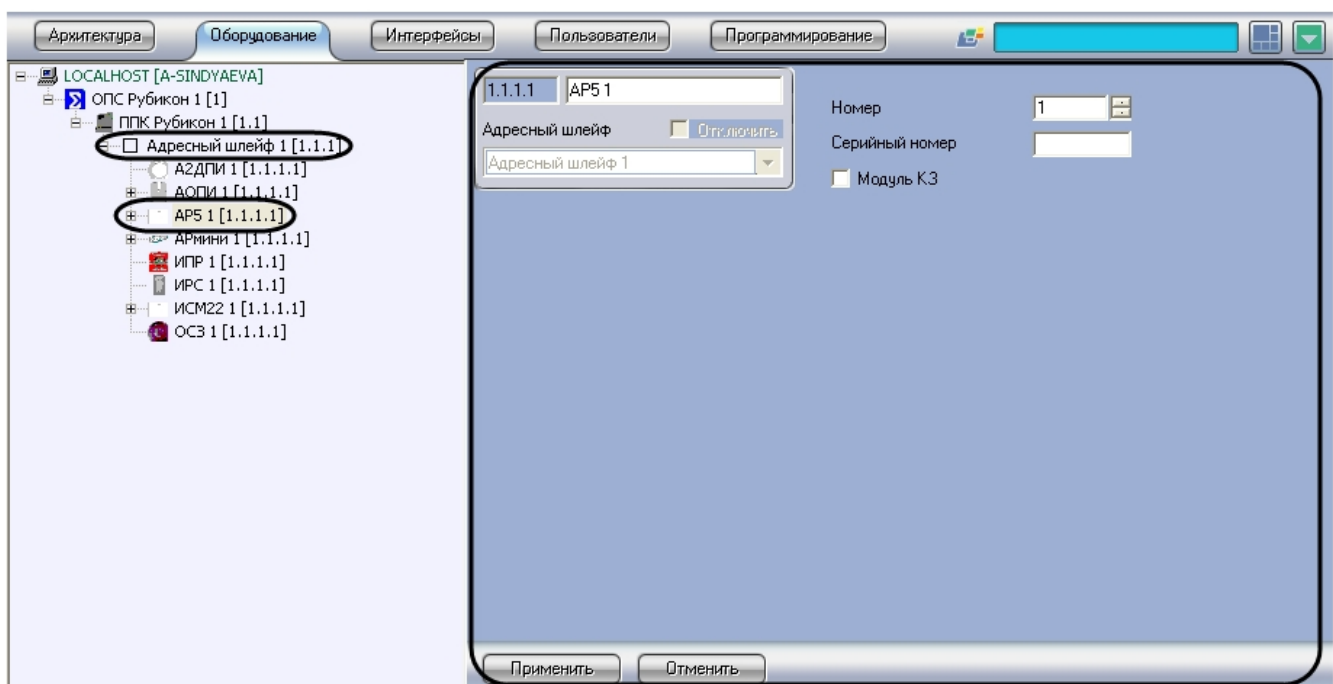 Архитектура Оборудование Интерфейсы Пользователи Программирование
LOCALHOST [A-SINDYAEVA]
ОПС Рубикон 1 [1]
ППК Рубикон 1 [1.1]
Адресный шлейф 1 [1.1.1]
А2ДПИ 1 [1.1.1.1]
АОПИ 1 [1.1.1.1]
АР5 1 [1.1.1.1]
АРмини 1 [1.1.1.1]
ИПР 1 [1.1.1.1]
ИРС 1 [1.1.1.1]
ИСМ22 1 [1.1.1.1]
ОСЗ 1 [1.1.1.1]
1.1.1.1 АР5 1
Адресный шлейф Отключить
Адресный шлейф 1
Номер 1
Серийный номер
Модуль КЗ
Применить Отменить